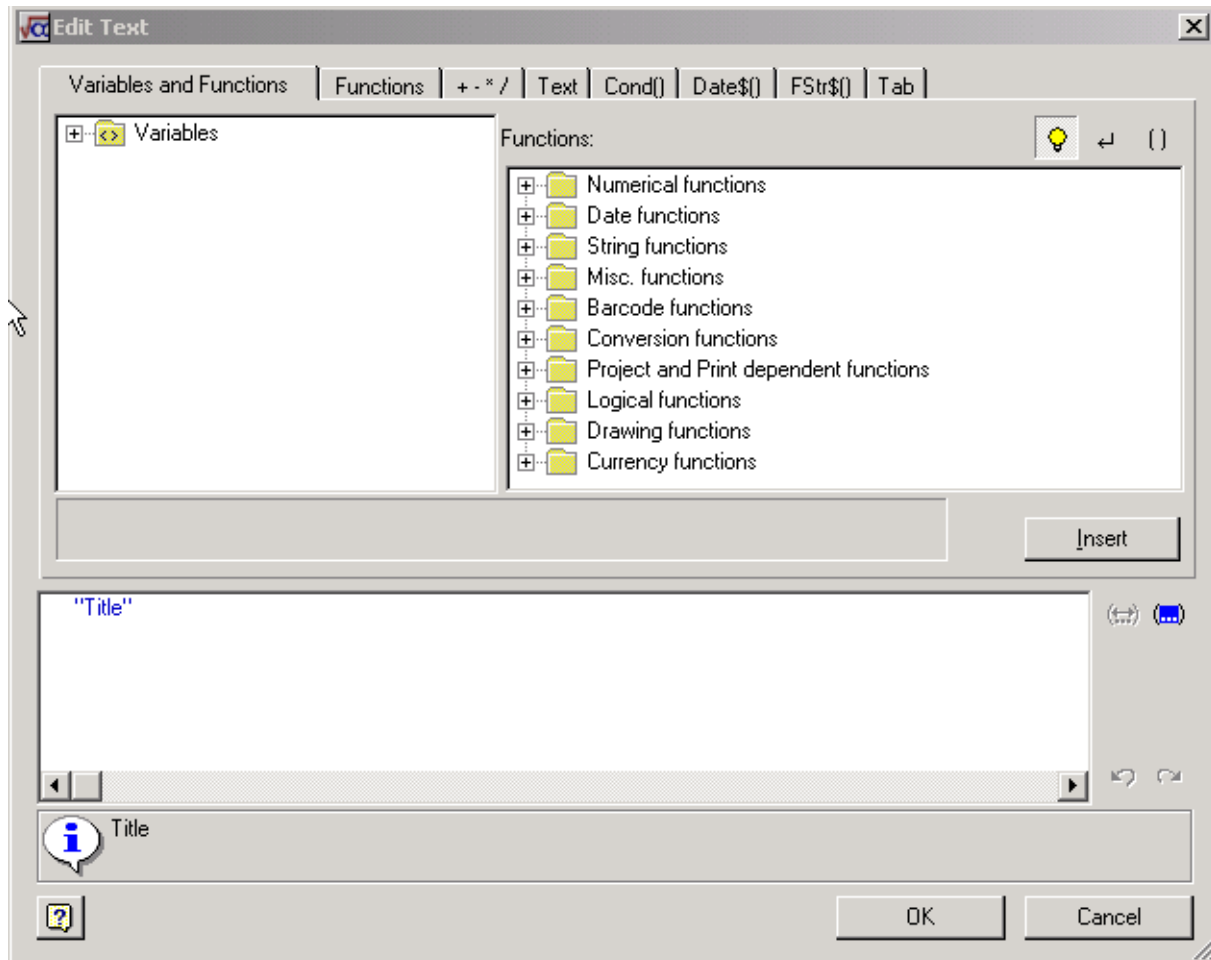 Edit Text
Variables and Functions Functions + - * / Text Cond() Date$() FStr$() Tab
Variables
Functions:
Numerical functions
Date functions
String functions
Misc. functions
Barcode functions
Conversion functions
Project and Print dependent functions
Logical functions
Drawing functions
Currency functions
Insert
"Title"
Title
OK Cancel